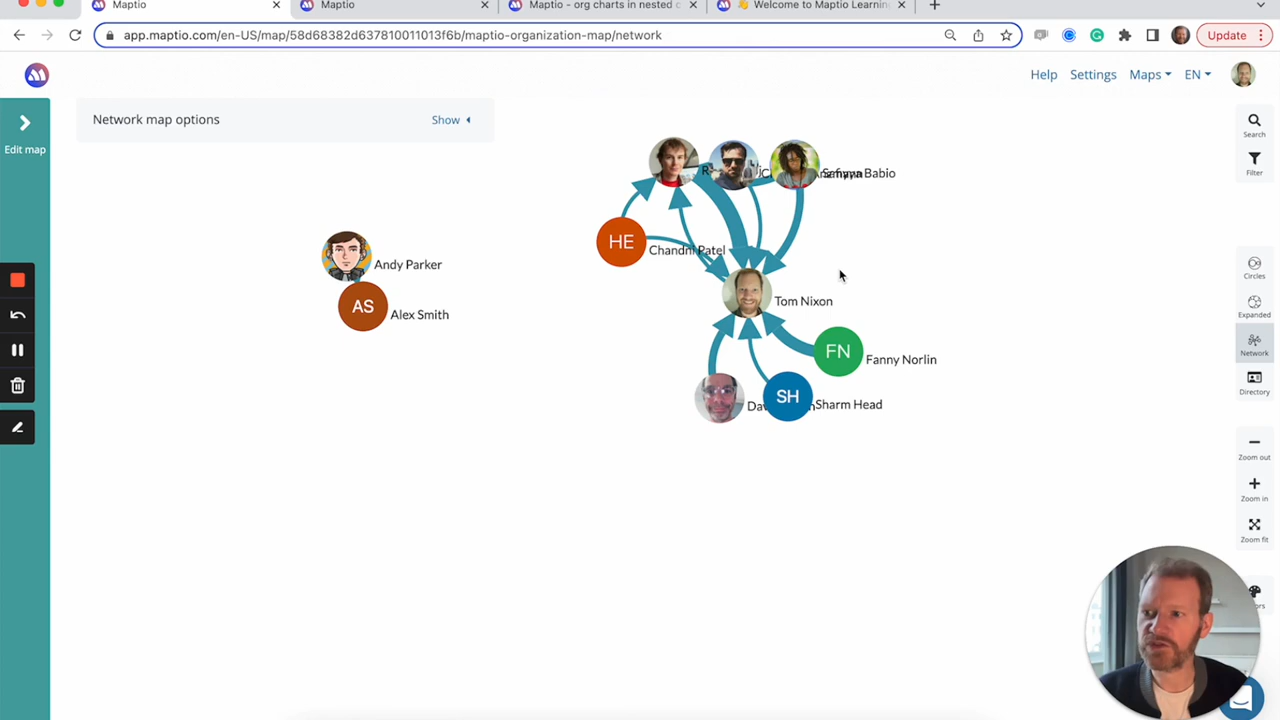 Maptio
Maptio
Maptio - org charts in nested c
👋 Welcome to Maptio Learnin
app.maptio.com/en-US/map/58d68382d637810011013f6b/maptio-organization-map/network
Update
Help
Settings
Maps
EN
Edit map
Network map options
Show
Search
Filter
Circles
Expanded
Network
Directory
Zoom out
Zoom in
Zoom fit
Safiyya Babio
HE
Chandni Patel
Andy Parker
AS
Alex Smith
Tom Nixon
FN
Fanny Norlin
SH
Sharm Head